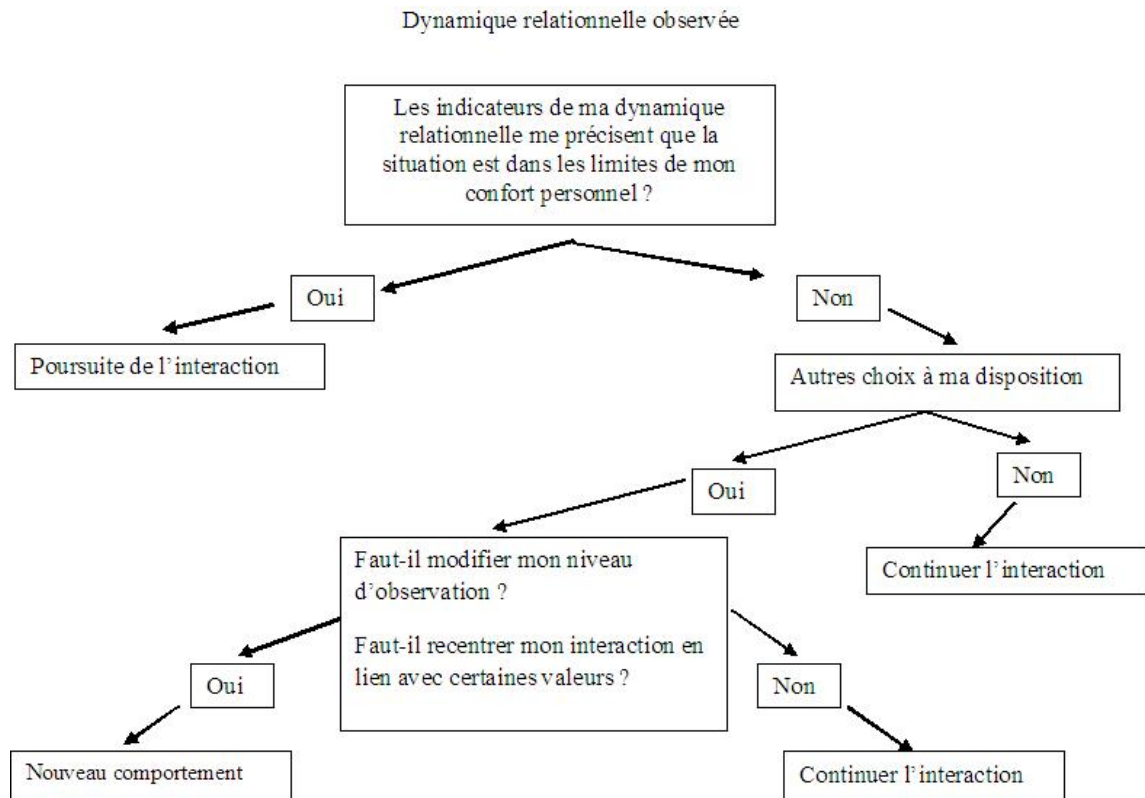 Dynamique relationnelle observée
Les indicateurs de ma dynamique
relationnelle me précisent que la
situation est dans les limites de mon
confort personnel ?
Oui
Non
Poursuite de l'interaction
Autres choix à ma disposition
Oui
Non
Faut-il modifier mon niveau
d'observation ?
Faut-il recentrer mon interaction en
lien avec certaines valeurs ?
Continuer l'interaction
Oui
Non
Nouveau comportement
Continuer l'interaction